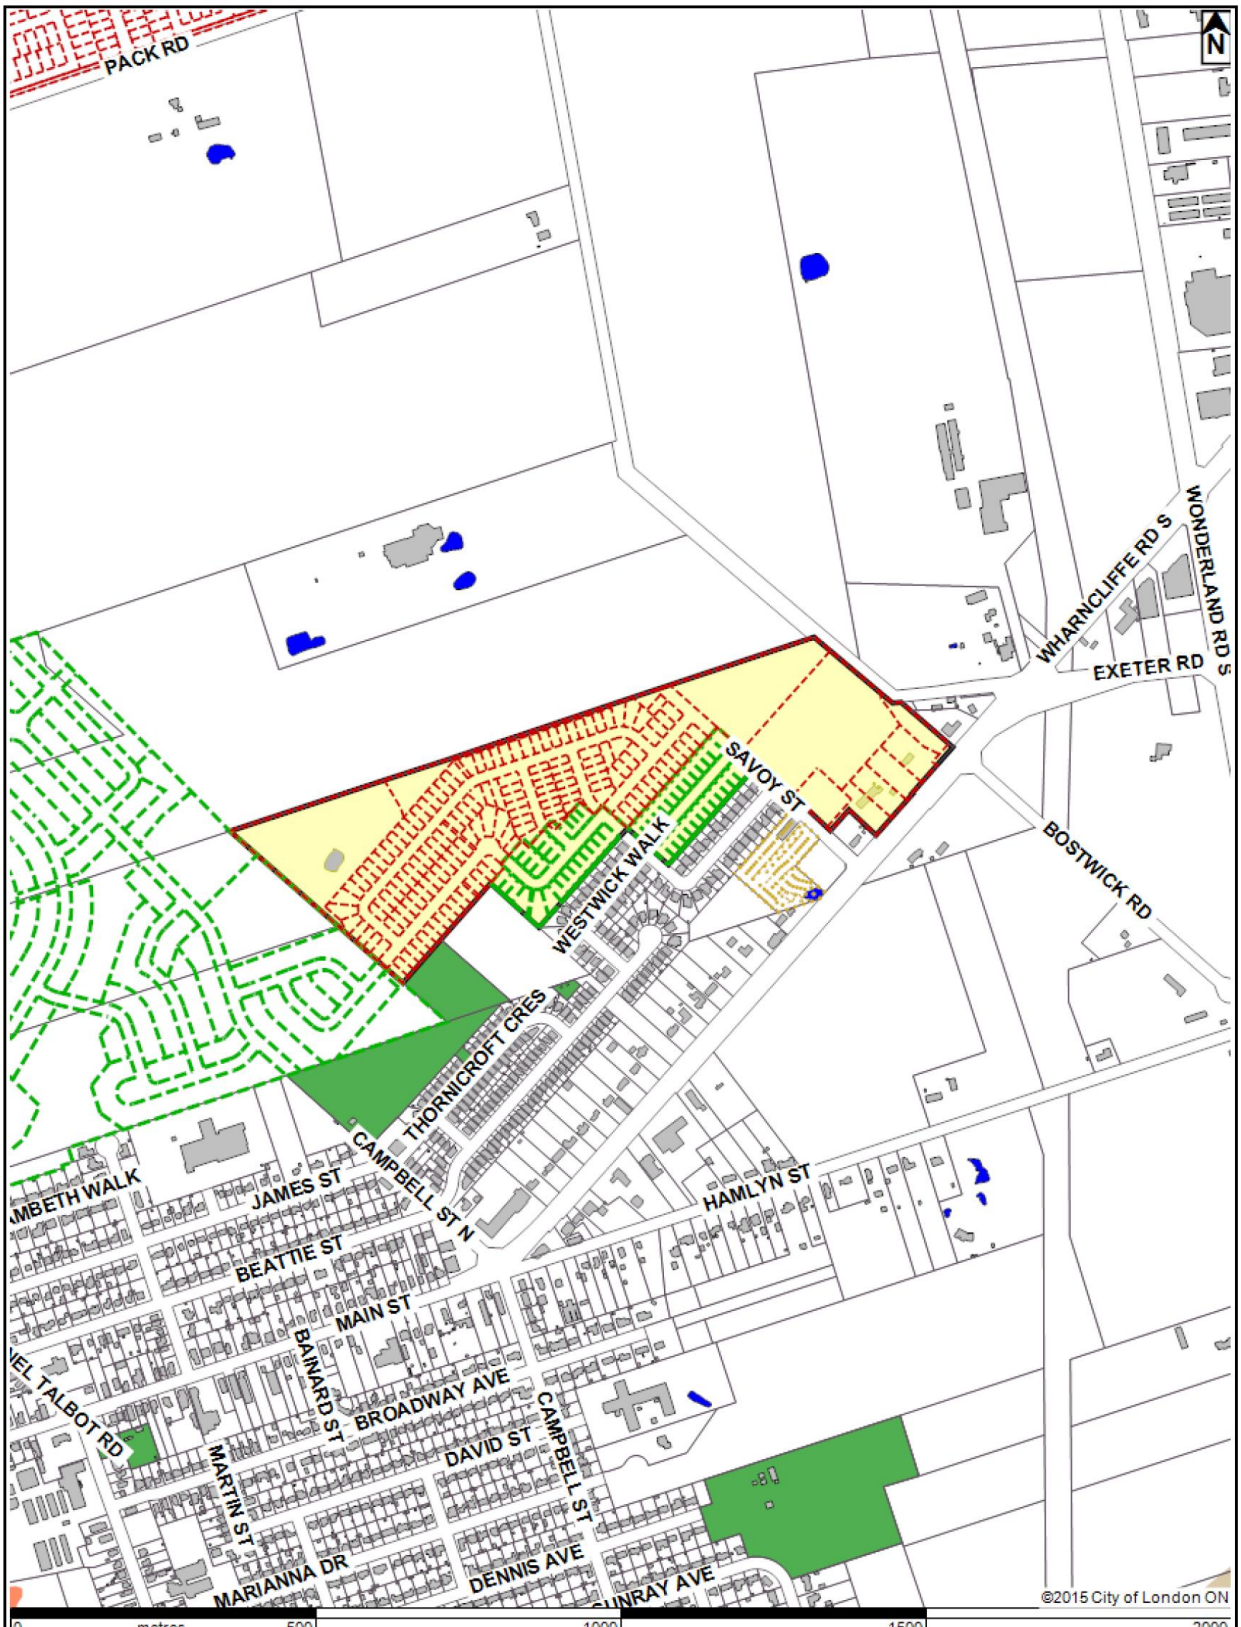 PACK RD
N
WONDERLAND RD S
WHARNCLIFFE RD S
EXETER RD
SAVOY ST
BOSTWICK RD
WESTWICK WALK
THORNICROFT CRES
CAMPBELL ST N
HAMLYN ST
AMBETH WALK
JAMES ST
BEATTIE ST
MAIN ST
BAINARD ST
NEL TALBOT RD
BROADWAY AVE
CAMPBELL ST
DAVID ST
MARTIN ST
MARIANNA DR
DENNIS AVE
UNRAY AVE
©2015 City of London ON
0 metres 500 1000 1500 2000